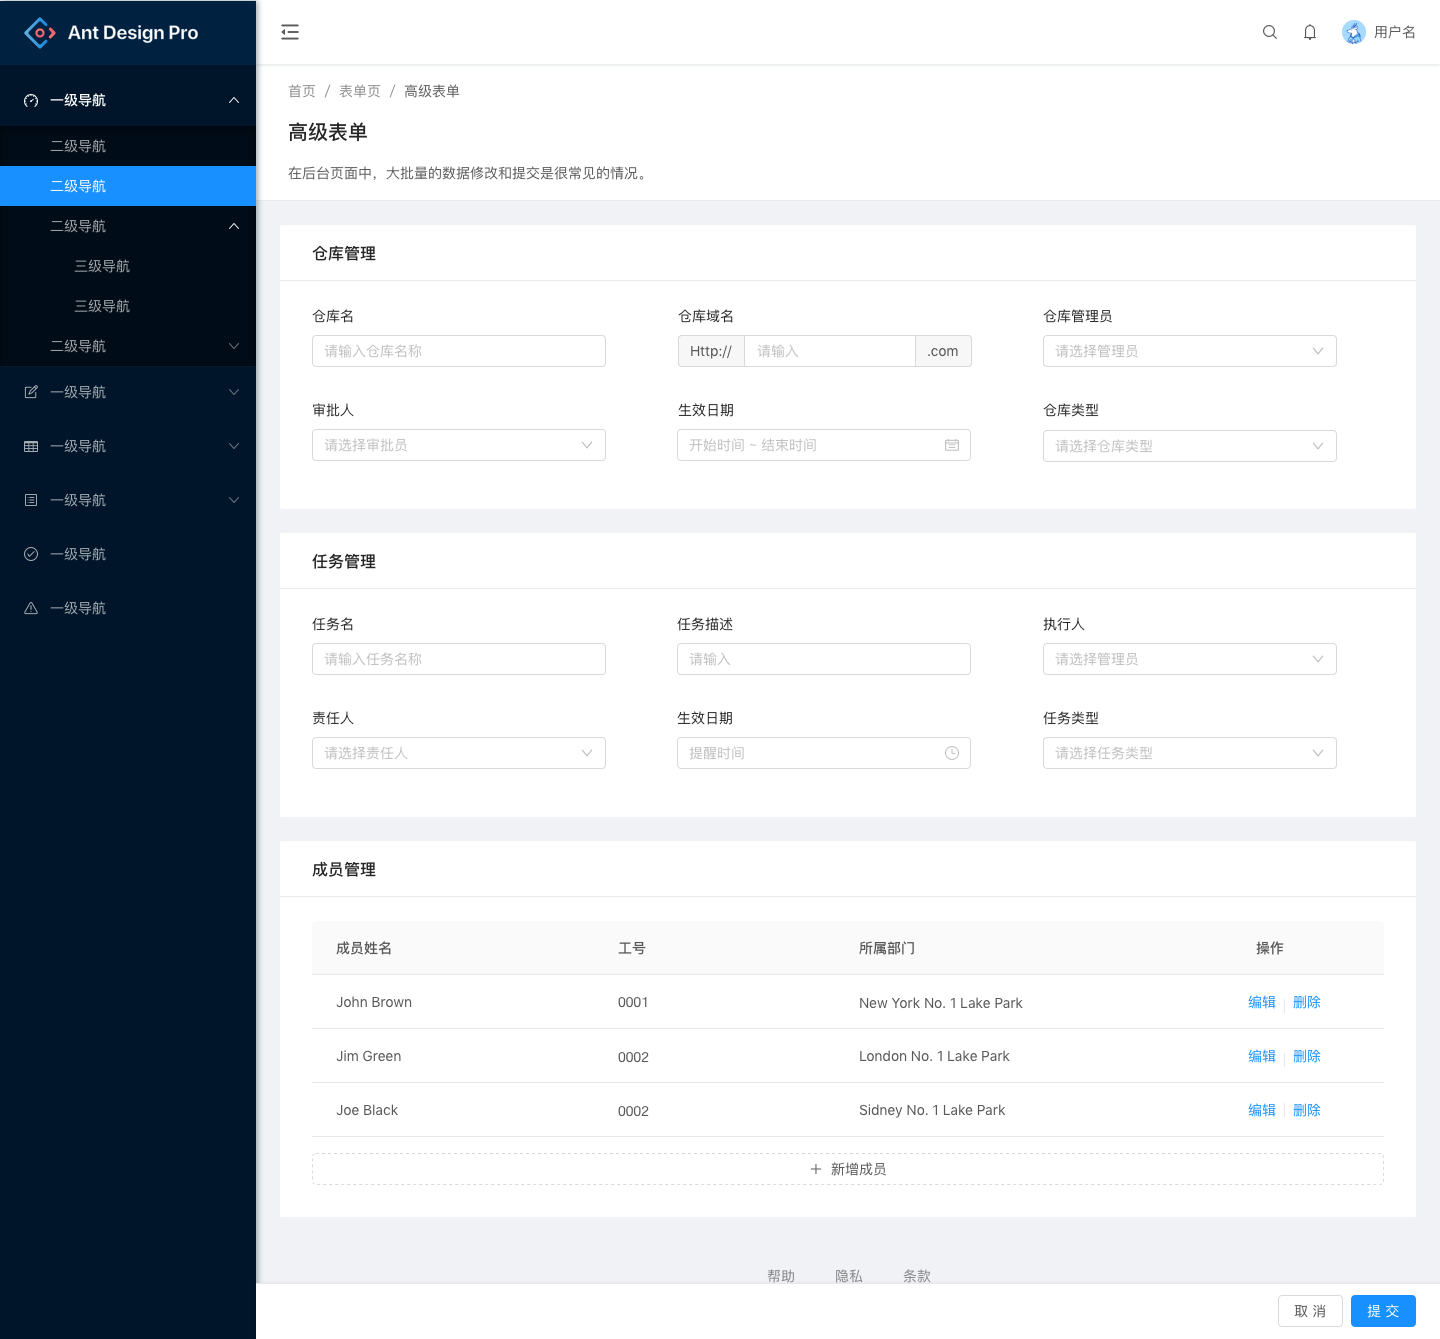 Ant Design Pro
用户名
一级导航
二级导航
二级导航
二级导航
三级导航
三级导航
二级导航
一级导航
一级导航
一级导航
一级导航
一级导航
首页 / 表单页 / 高级表单
高级表单
在后台页面中，大批量的数据修改和提交是很常见的情况。
仓库管理
仓库名 仓库域名 仓库管理员
请输入仓库名称 Http:// 请输入 .com 请选择管理员
审批人 生效日期 仓库类型
请选择审批员 开始时间 ~ 结束时间 请选择仓库类型
任务管理
任务名 任务描述 执行人
请输入任务名称 请输入 请选择管理员
责任人 生效日期 任务类型
请选择责任人 提醒时间 请选择任务类型
成员管理
成员姓名 工号 所属部门 操作
John Brown 0001 New York No. 1 Lake Park 编辑 删除
Jim Green 0002 London No. 1 Lake Park 编辑 删除
Joe Black 0002 Sidney No. 1 Lake Park 编辑 删除
+ 新增成员
帮助 隐私 条款
取 消 提 交